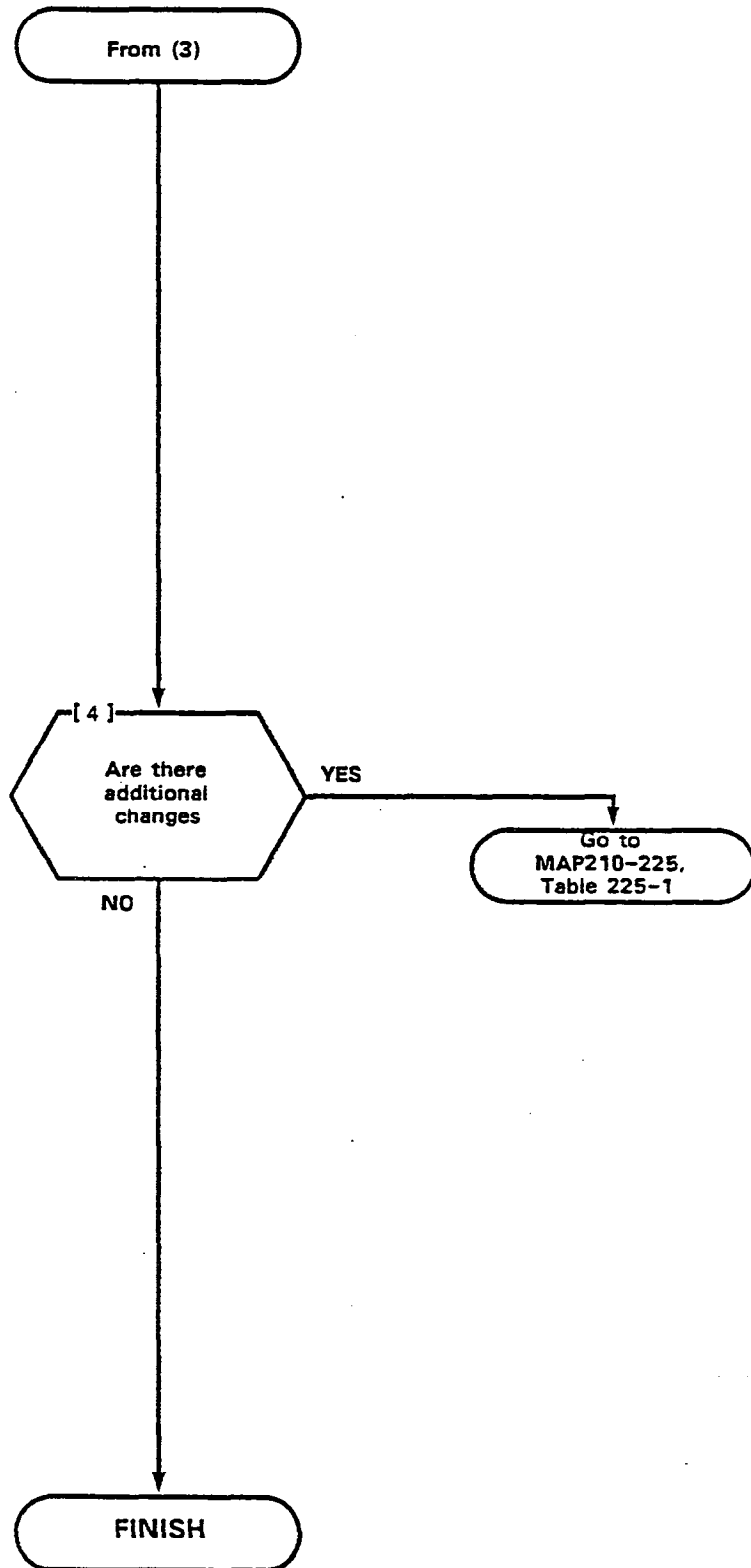 From (3)
[ 4 ]
Are there
additional
changes
YES
Go to
MAP210-225,
Table 225-1
NO
FINISH